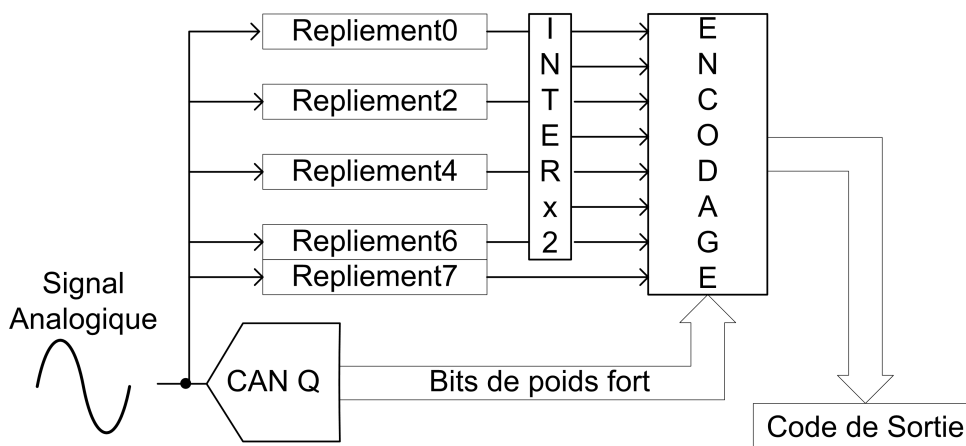 Repliement0
Repliement2
Repliement4
Repliement6
Repliement7
I
N
T
E
R
x
2
E
N
C
O
D
A
G
E
Signal
Analogique
CAN Q
Bits de poids fort
Code de Sortie